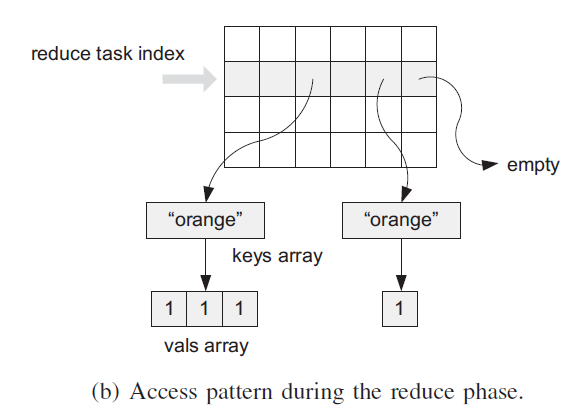 reduce task index
empty
“orange”
“orange”
keys array
1 1 1
1
vals array
(b) Access pattern during the reduce phase.